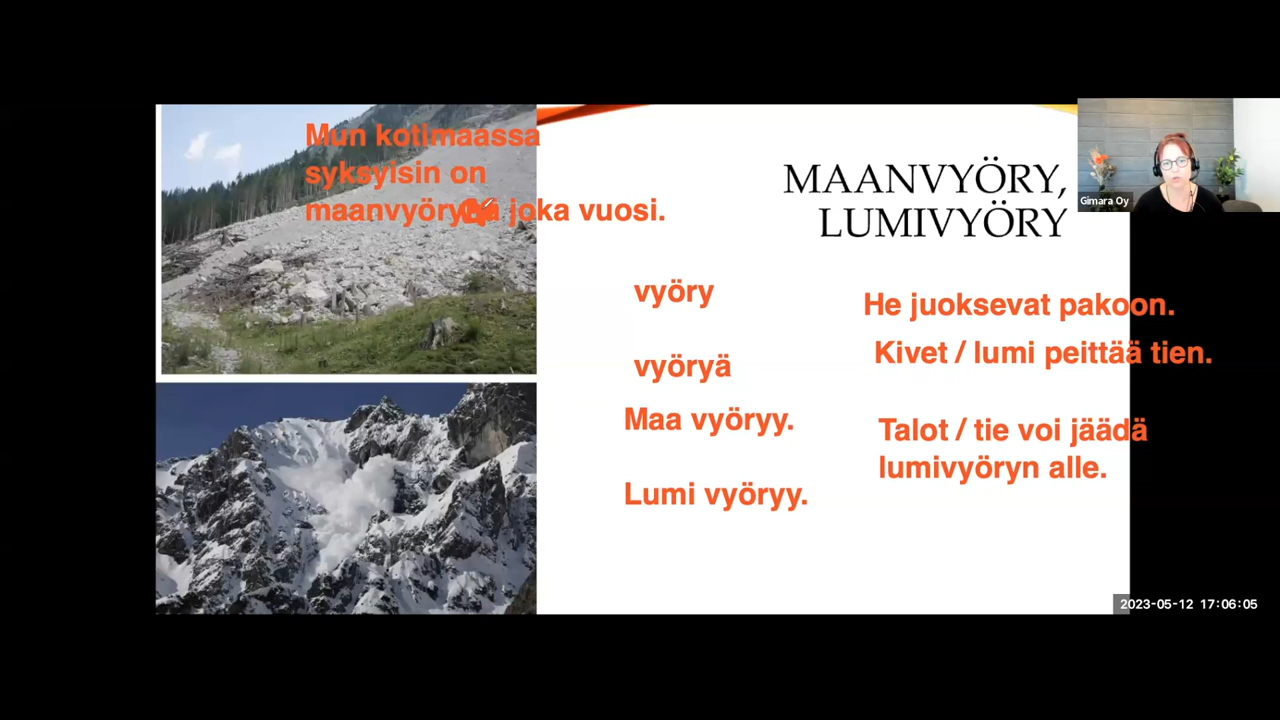 Mun kotimaassa
syksyisin on
joka vuosi.
MAANVYÖRY,
LUMIVYÖRY
Gimara Oy
vyöry
He juoksevat pakoon.
Kivet / lumi peittää tien.
vyöryä
Maa vyöryy.
Talot / tie voi jäädä
lumivyöryn alle.
Lumi vyöryy.
2023-05-12 17:06:05